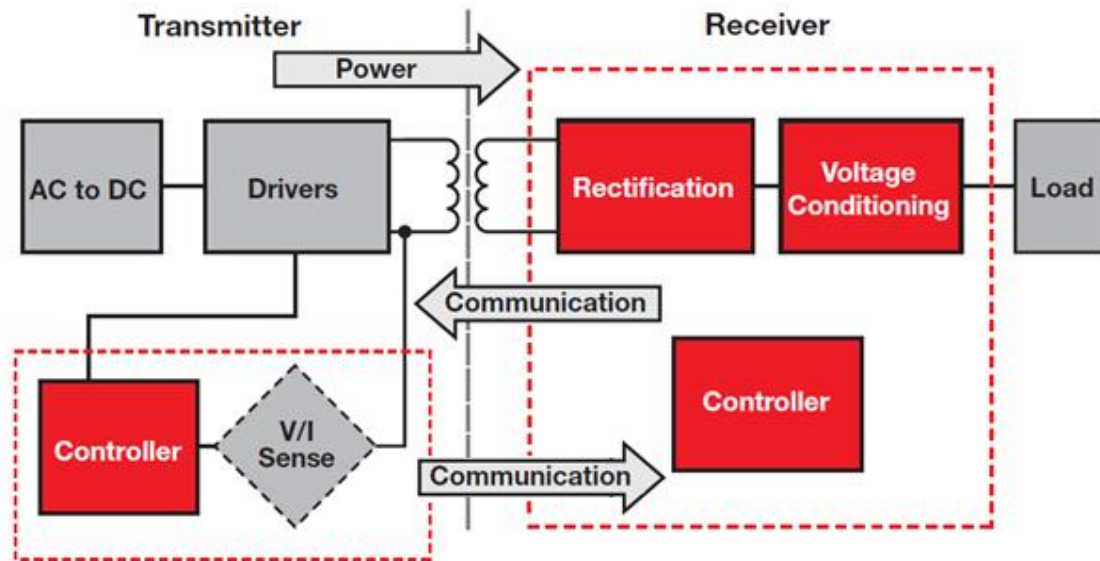 Transmitter
Receiver
Power
AC to DC
Drivers
Rectification
Voltage
Conditioning
Load
Communication
Controller
V/I
Sense
Controller
Communication